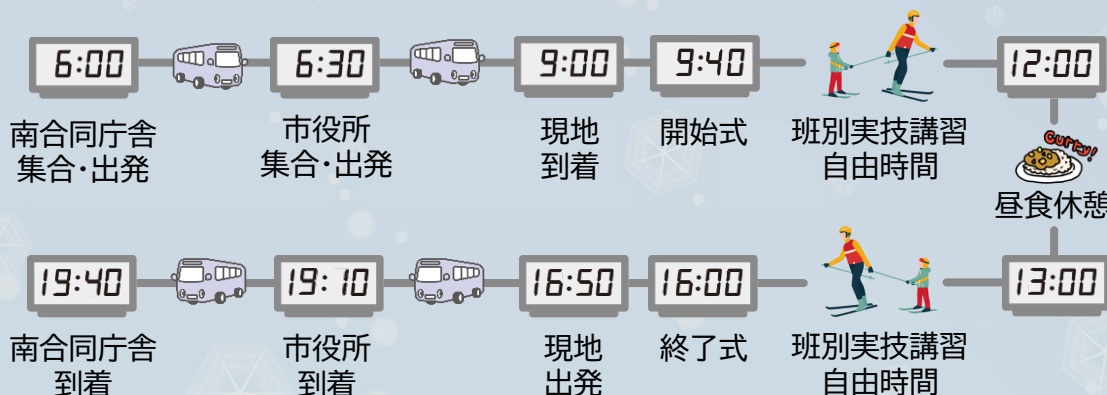 6:00
6:30
9:00
9:40
12:00
南合同庁舎
集合・出発
市役所
集合・出発
現地
到着
開始式
班別実技講習
自由時間
Curry!
昼食休憩
13:00
16:00
16:50
19:10
19:40
班別実技講習
自由時間
終了式
現地
出発
市役所
到着
南合同庁舎
到着